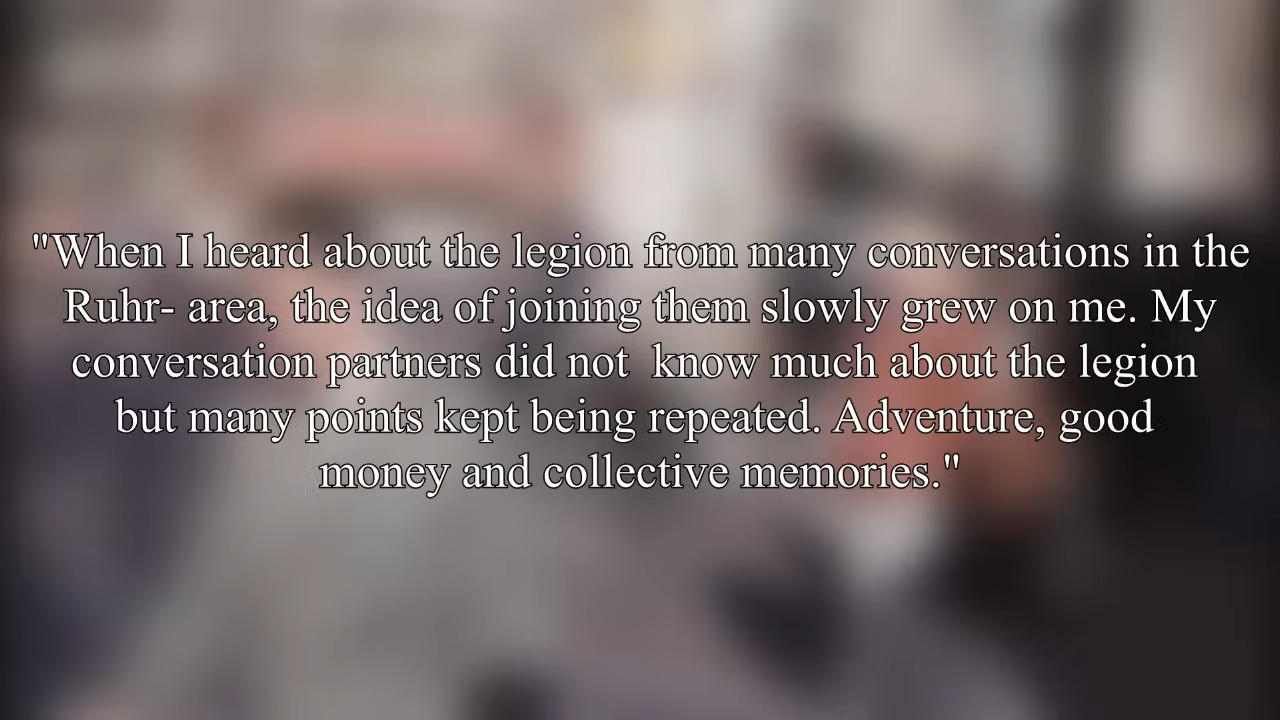 "When I heard about the legion from many conversations in the
Ruhr- area, the idea of joining them slowly grew on me. My
conversation partners did not  know much about the legion
but many points kept being repeated. Adventure, good
money and collective memories."